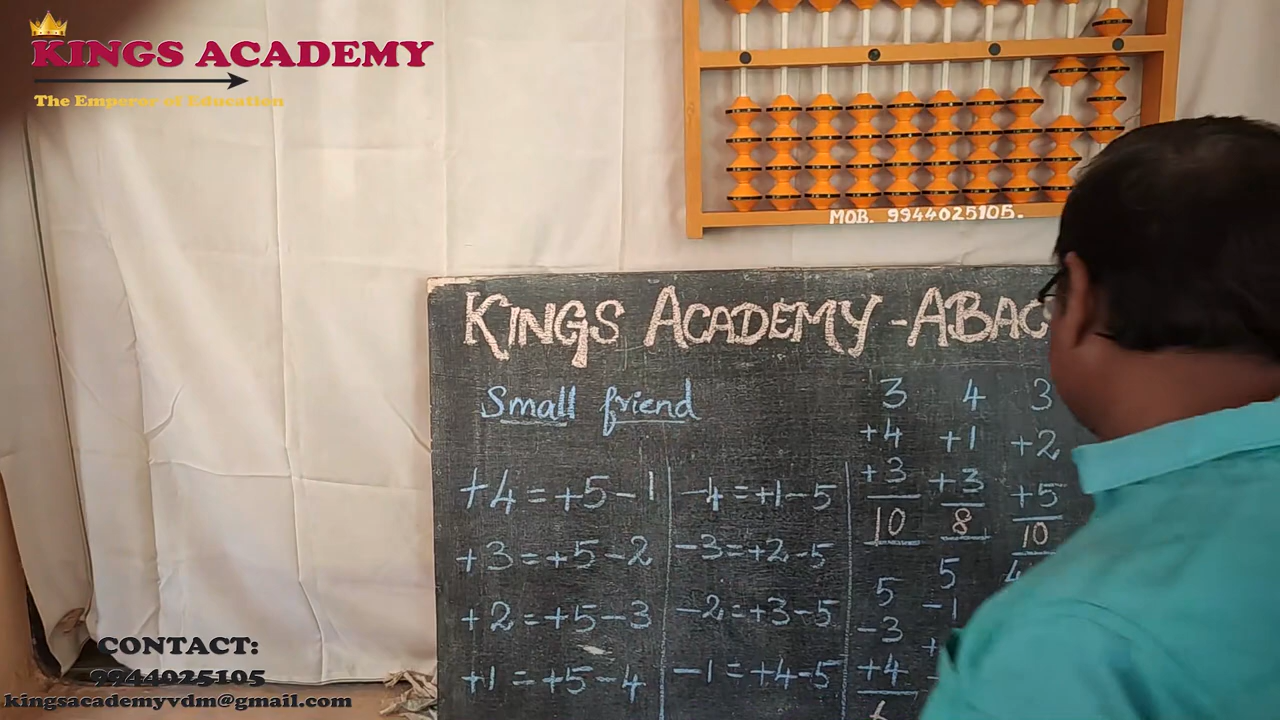 KINGS ACADEMY
The Emperor of Education
MOB. 9944025105.
KINGS ACADEMY -ABAC
Small friend
+4=+5-1
+3=+5-2
+2=+5-3
+1=+5-4
-4=+1-5
-3=+2-5
-2=+3-5
-1=+4-5
3 4 3
+4 +1 +2
+3 +3 +5
10 8 10
5 5 4
-3 -1
+4 +
6
CONTACT:
9944025105
kingsacademyvdm@gmail.com